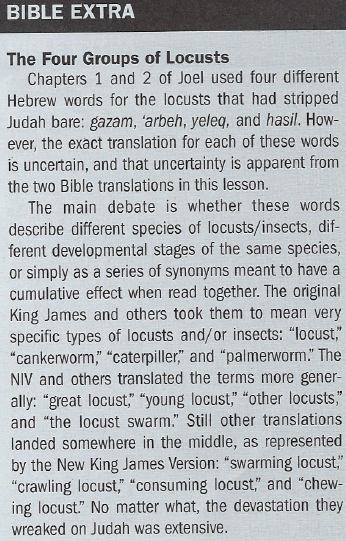 BIBLE EXTRA
The Four Groups of Locusts
Chapters 1 and 2 of Joel used four different
Hebrew words for the locusts that had stripped
Judah bare: gazam, ‘arbeh, yeleq, and hasil. How-
ever, the exact translation for each of these words
is uncertain, and that uncertainty is apparent from
the two Bible translations in this lesson.
The main debate is whether these words
describe different species of locusts/insects, dif-
ferent developmental stages of the same species,
or simply as a series of synonyms meant to have a
cumulative effect when read together. The original
King James and others took them to mean very
specific types of locusts and/or insects: “locust,”
“cankerworm,” “caterpiller,” and “palmerworm.” The
NIV and others translated the terms more gener-
ally: “great locust,” “young locust,” “other locusts,”
and “the locust swarm.” Still other translations
landed somewhere in the middle, as represented
by the New King James Version: “swarming locust,”
“crawling locust,” “consuming locust,” and “chew-
ing locust.” No matter what, the devastation they
wreaked on Judah was extensive.